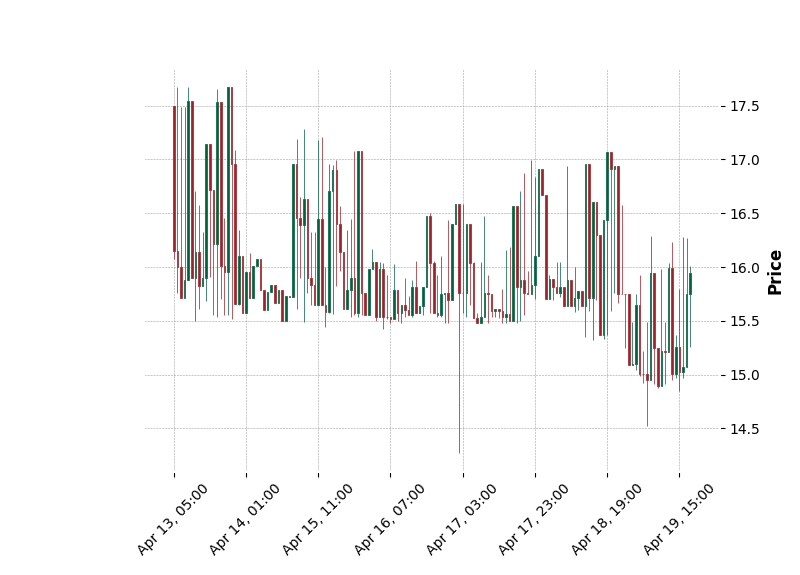 17.5
17.0
16.5
16.0
15.5
15.0
14.5
Price
Apr 13, 05:00
Apr 14, 01:00
Apr 15, 11:00
Apr 16, 07:00
Apr 17, 03:00
Apr 17, 23:00
Apr 18, 19:00
Apr 19, 15:00